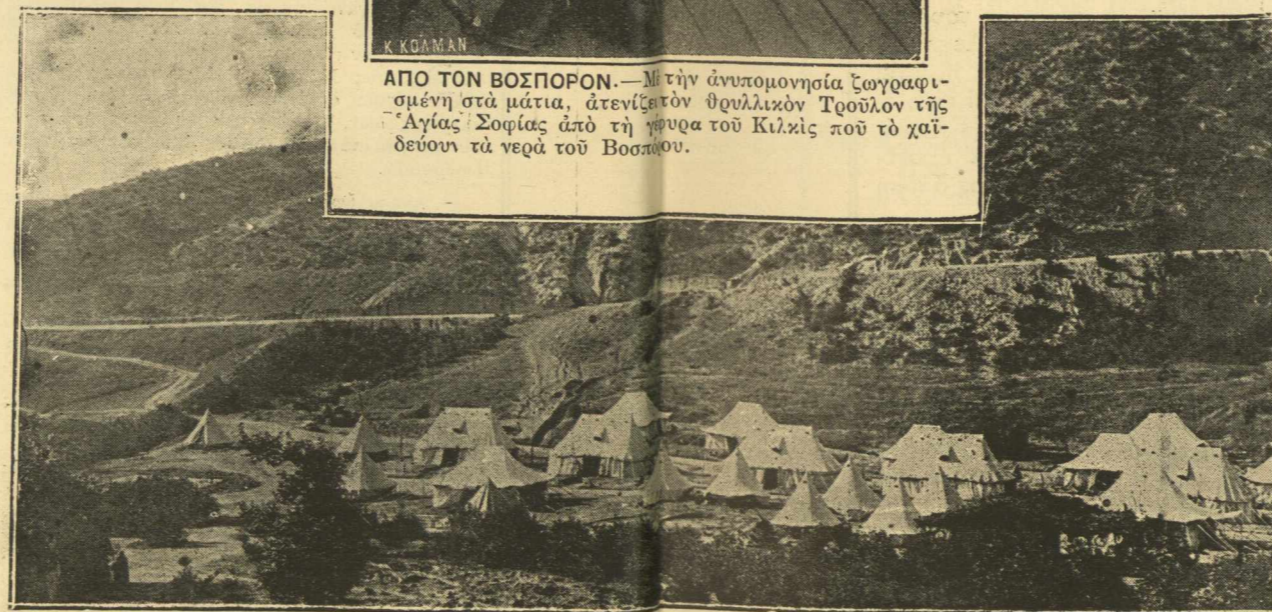 Κ ΚΟΛΜΑΝ
ΑΠΟ ΤΟΝ ΒΟΣΠΟΡΟΝ.—Μὲ τὴν ἀνυπομονησία ζωγραφι-
σμένη στὰ μάτια, ἀτενίζει τὸν θρυλλικὸν Τροῦλον τῆς
Ἁγίας Σοφίας ἀπὸ τὴ γέφυρα τοῦ Κιλκὶς ποῦ τὸ χαϊ-
δεύουν τὰ νερὰ τοῦ Βοσπόρου.